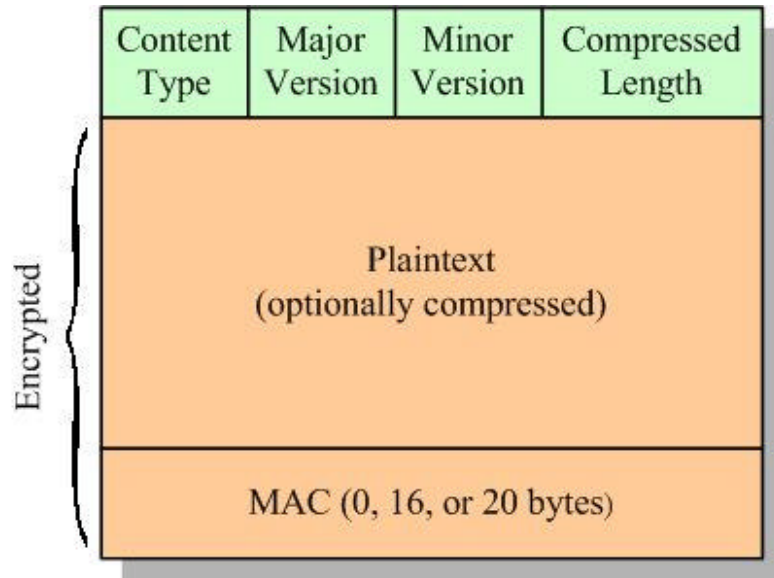 Content
Type
Major
Version
Minor
Version
Compressed
Length
Encrypted
Plaintext
(optionally compressed)
MAC (0, 16, or 20 bytes)